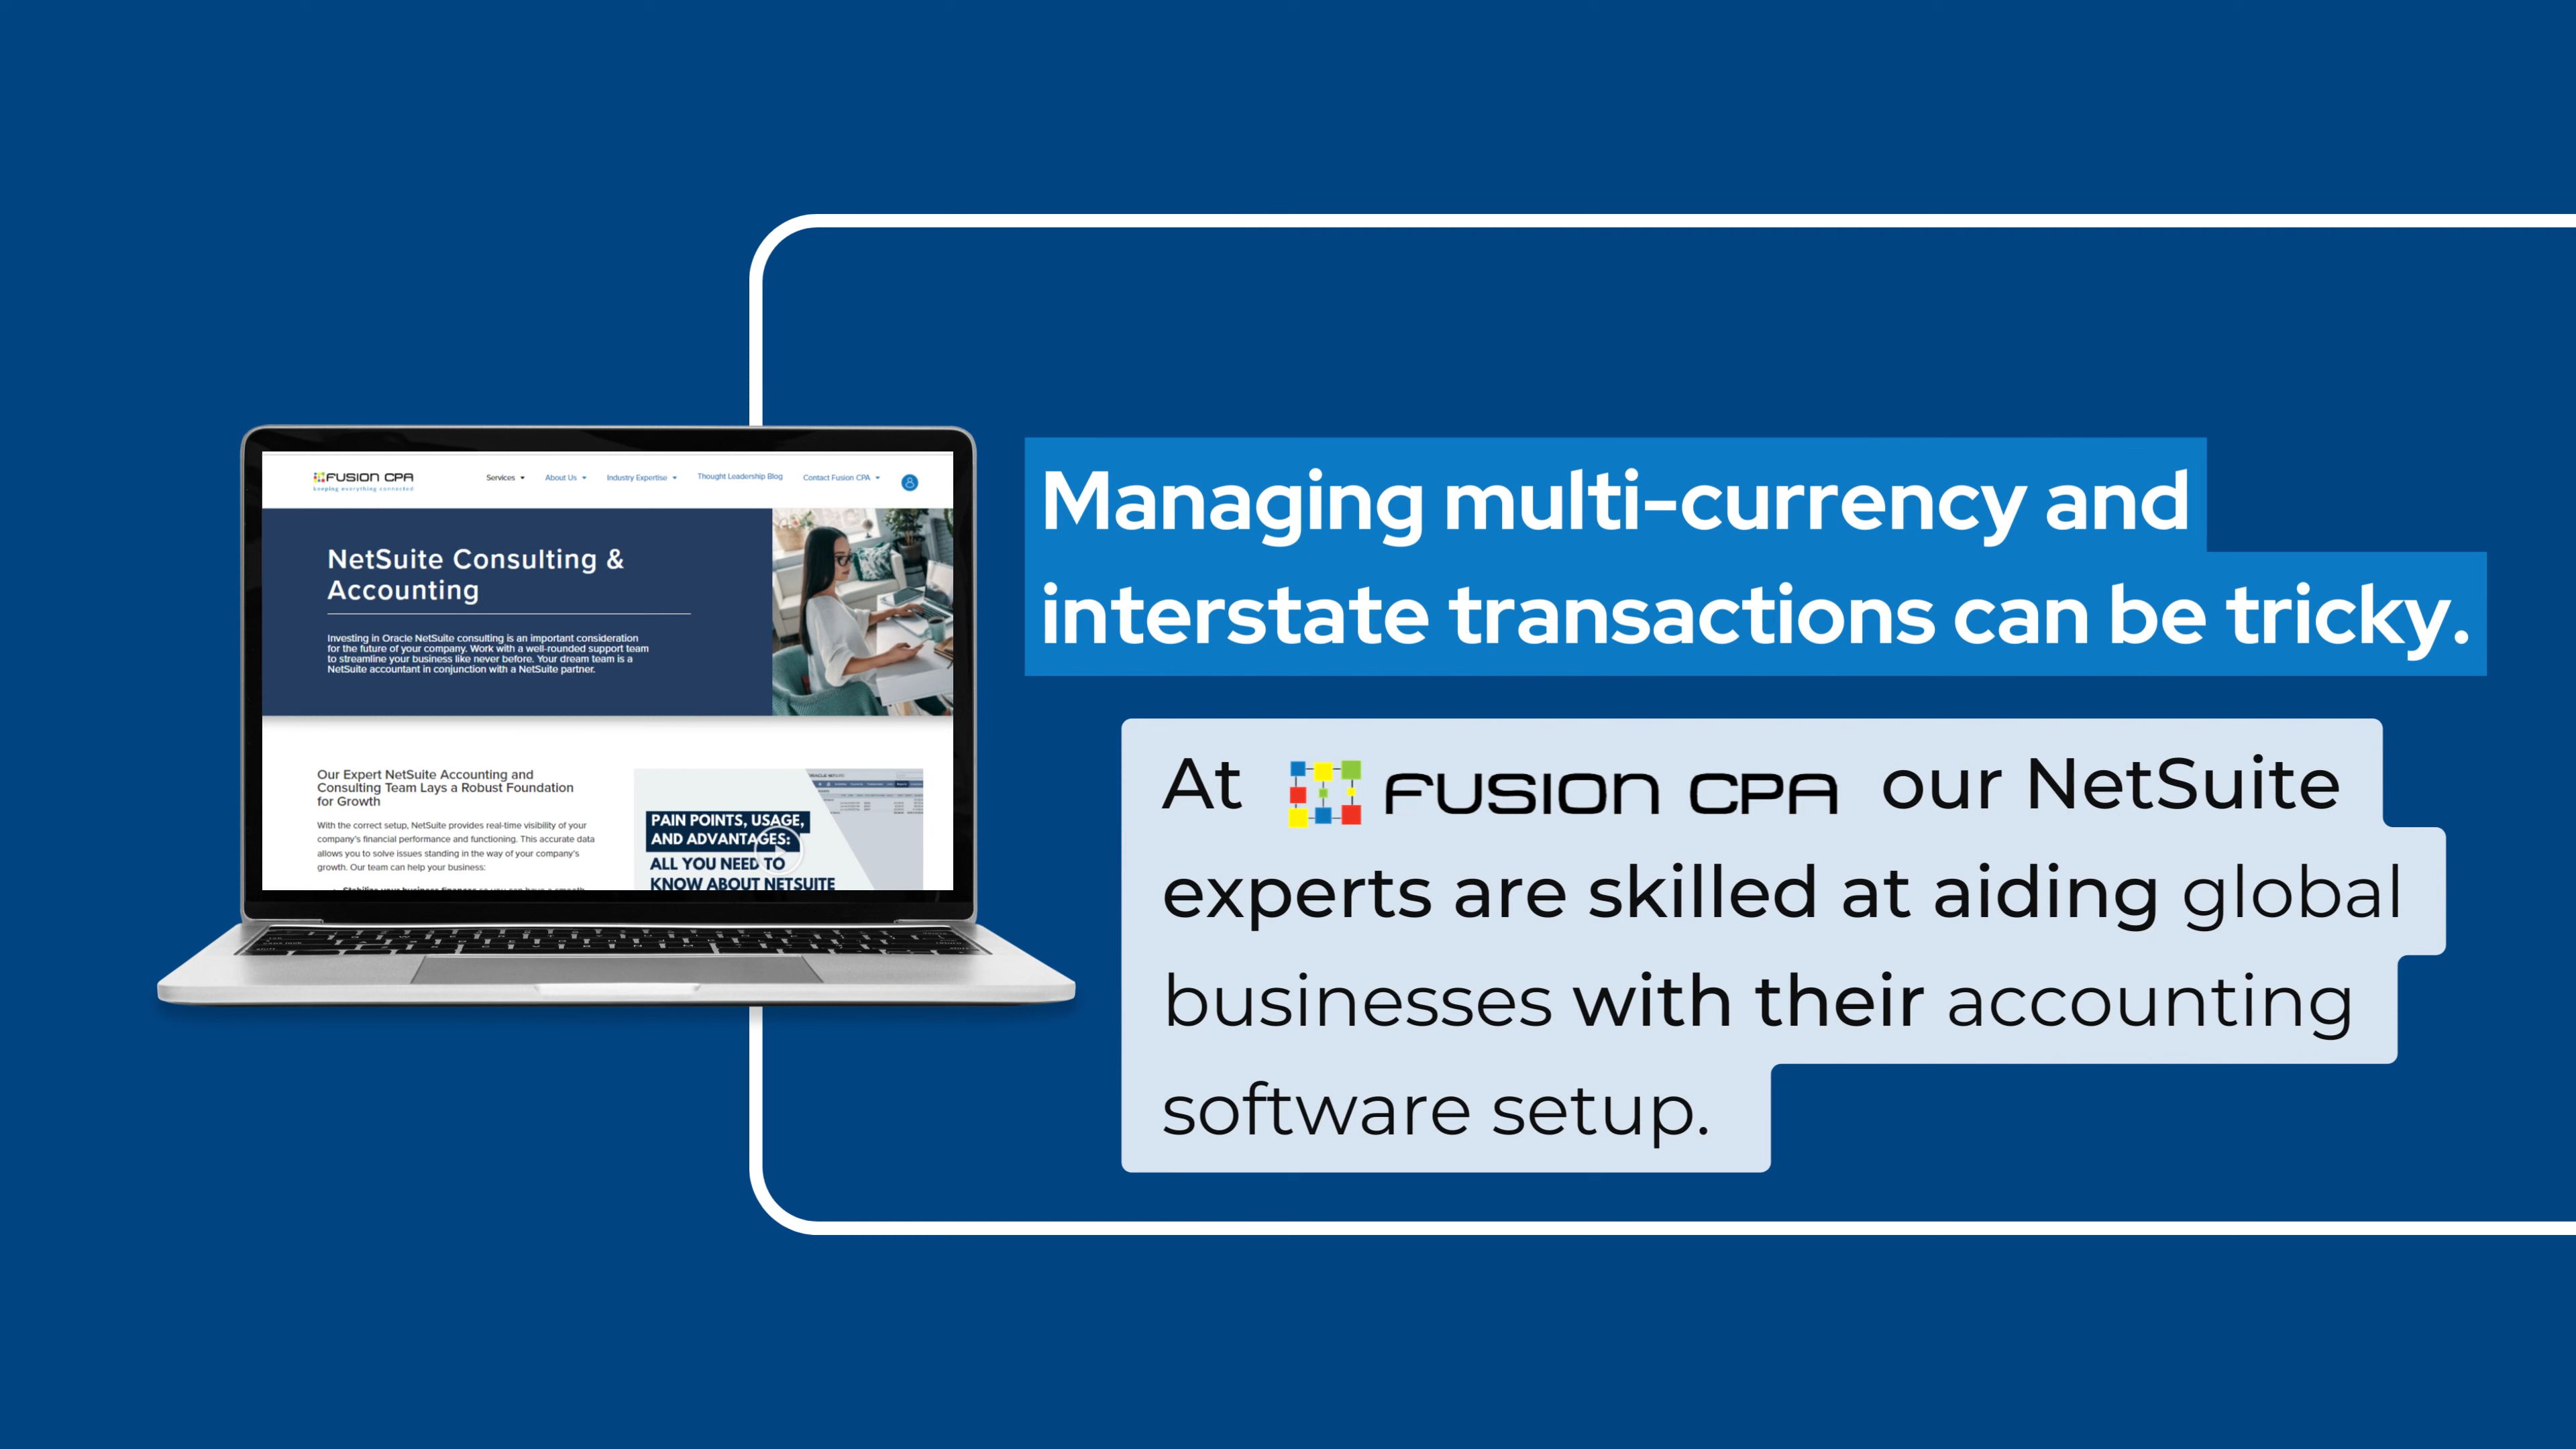 FUSION CPA
keeping everything connected
Services
About Us
Industry Expertise
Thought Leadership Blog
Contact Fusion CPA
NetSuite Consulting &
Accounting
Investing in Oracle NetSuite consulting is an important consideration
for the future of your company. Work with a well-rounded support team
to streamline your business like never before. Your dream team is a
NetSuite accountant in conjunction with a NetSuite partner.
Our Expert NetSuite Accounting and
Consulting Team Lays a Robust Foundation
for Growth
With the correct setup, NetSuite provides real-time visibility of your
company's financial performance and functioning. This accurate data
allows you to solve issues standing in the way of your company's
growth. Our team can help your business:
PAIN POINTS, USAGE,
AND ADVANTAGES:
ALL YOU NEED TO
KNOW ABOUT NETSUITE
Managing multi-currency and
interstate transactions can be tricky.
At FUSION CPA our NetSuite
experts are skilled at aiding global
businesses with their accounting
software setup.